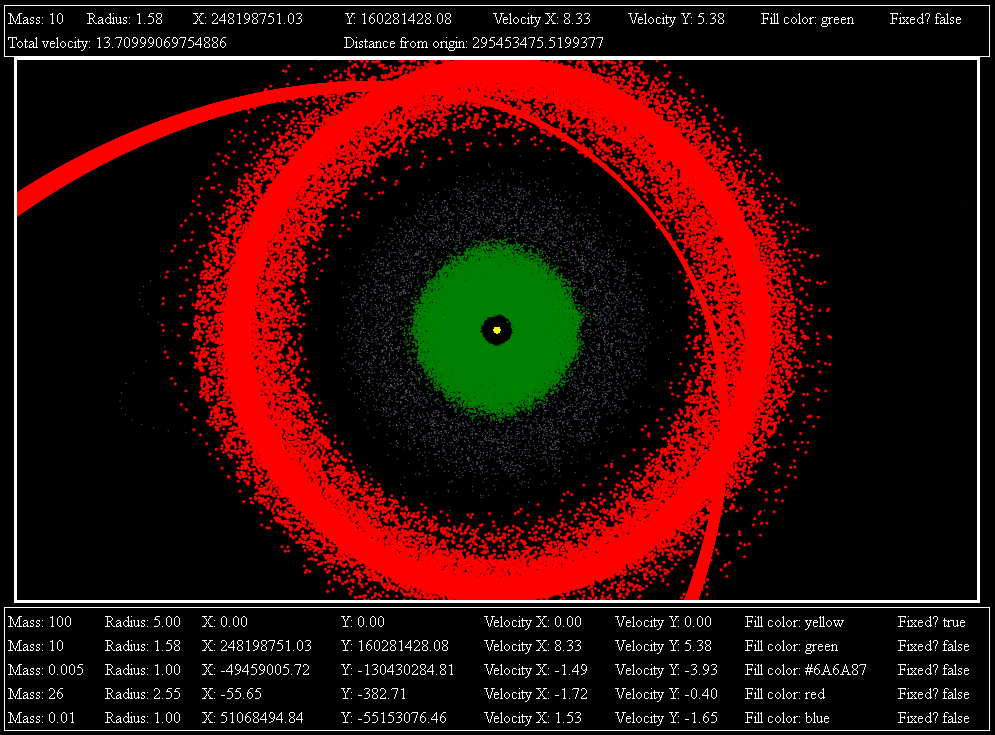 Mass: 10 Radius: 1.58 X: 248198751.03 Y: 160281428.08 Velocity X: 8.33 Velocity Y: 5.38 Fill color: green Fixed? false
Total velocity: 13.70999069754886 Distance from origin: 295453475.5199377
Mass: 100 Radius: 5.00 X: 0.00 Y: 0.00 Velocity X: 0.00 Velocity Y: 0.00 Fill color: yellow Fixed? true
Mass: 10 Radius: 1.58 X: 248198751.03 Y: 160281428.08 Velocity X: 8.33 Velocity Y: 5.38 Fill color: green Fixed? false
Mass: 0.005 Radius: 1.00 X: -49459005.72 Y: -130430284.81 Velocity X: -1.49 Velocity Y: -3.93 Fill color: #6A6A87 Fixed? false
Mass: 26 Radius: 2.55 X: -55.65 Y: -382.71 Velocity X: -1.72 Velocity Y: -0.40 Fill color: red Fixed? false
Mass: 0.01 Radius: 1.00 X: 51068494.84 Y: -55153076.46 Velocity X: 1.53 Velocity Y: -1.65 Fill color: blue Fixed? false